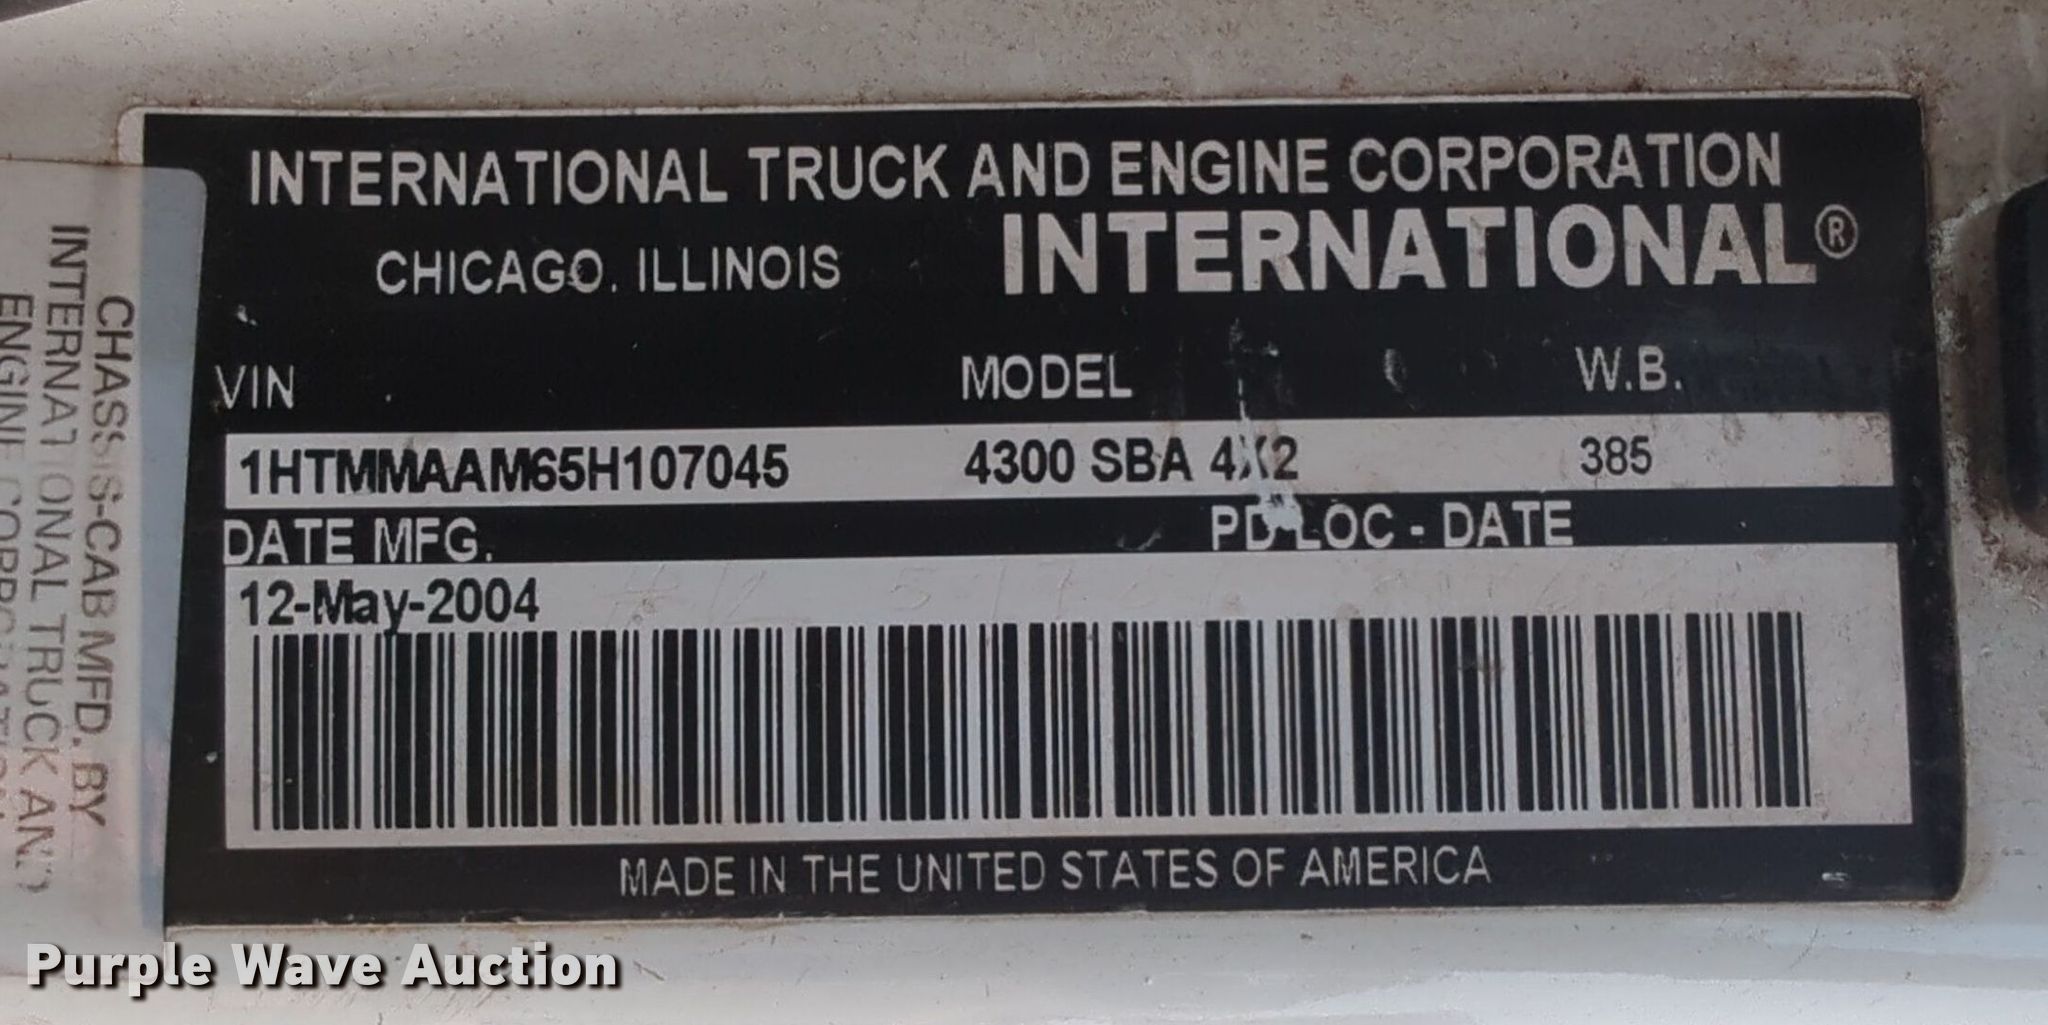 INTERNATIONAL TRUCK AND ENGINE CORPORATION
CHICAGO, ILLINOIS INTERNATIONAL®
VIN MODEL W.B.
1HTMMAAM65H107045 4300 SBA 4X2 385
DATE MFG. PD LOC - DATE
12-May-2004
MADE IN THE UNITED STATES OF AMERICA
CHASSIS-CAB MFD. BY
INTERNATIONAL TRUCK AND
ENGINE CORPORATION
Purple Wave Auction